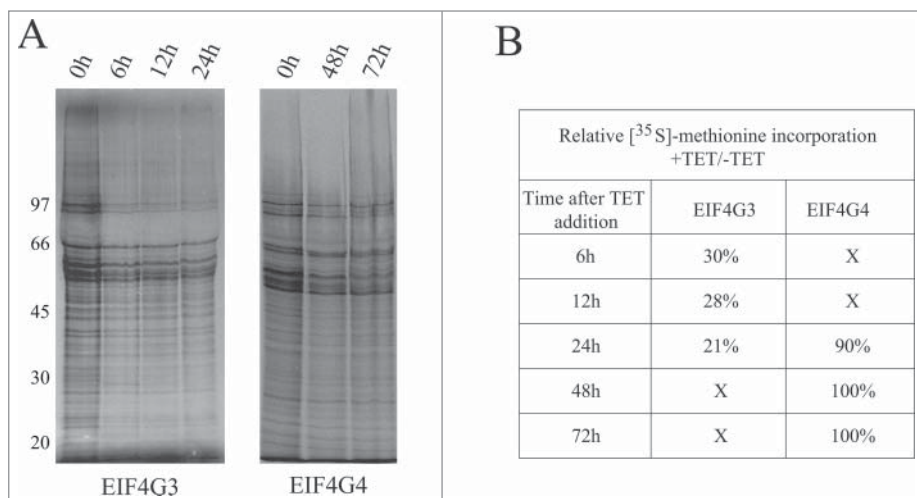 A
0h 6h 12h 24h
0h 48h 72h
97
66
45
30
20
EIF4G3
EIF4G4
B
Relative [35S]-methionine incorporation
+TET/-TET
Time after TET
addition
EIF4G3
EIF4G4
6h 30% X
12h 28% X
24h 21% 90%
48h X 100%
72h X 100%